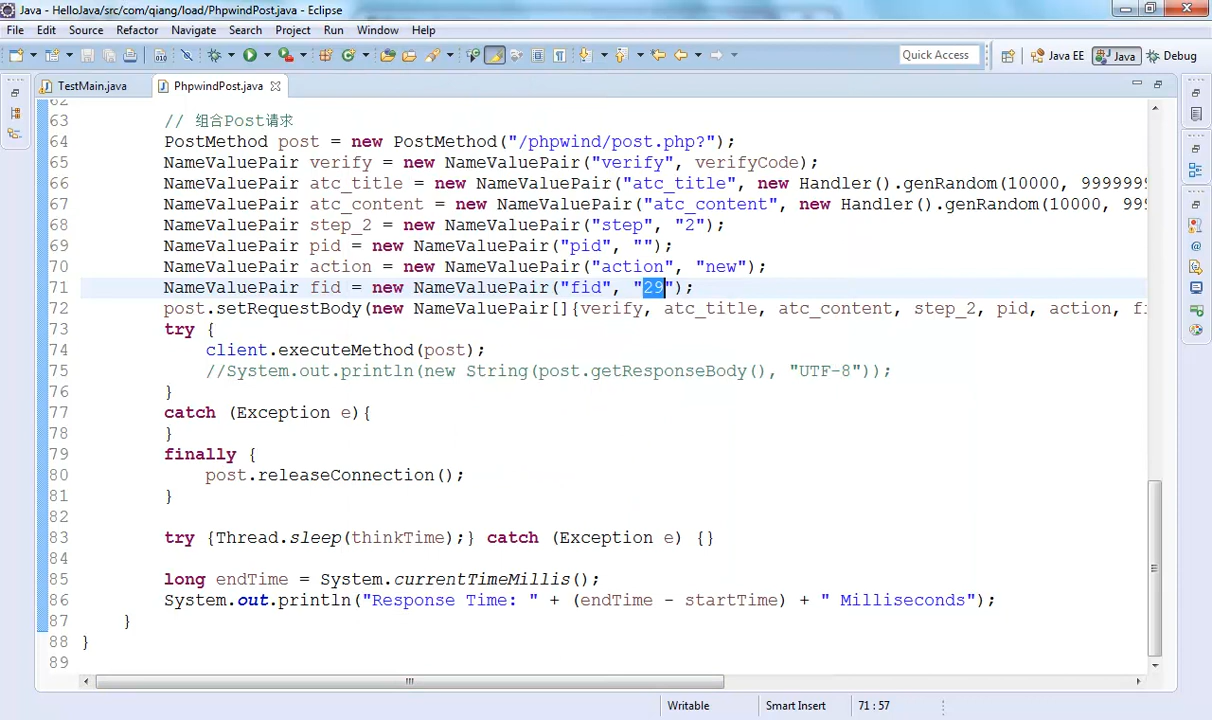 Java - HelloJava/src/com/qiang/load/PhpwindPost.java - Eclipse
File Edit Source Refactor Navigate Search Project Run Window Help
Quick Access Java EE Java Debug
TestMain.java PhpwindPost.java
62
63 // 组合Post请求
64 PostMethod post = new PostMethod("/phpwind/post.php?");
65 NameValuePair verify = new NameValuePair("verify", verifyCode);
66 NameValuePair atc_title = new NameValuePair("atc_title", new Handler().genRandom(10000, 9999999
67 NameValuePair atc_content = new NameValuePair("atc_content", new Handler().genRandom(10000, 999
68 NameValuePair step_2 = new NameValuePair("step", "2");
69 NameValuePair pid = new NameValuePair("pid", "");
70 NameValuePair action = new NameValuePair("action", "new");
71 NameValuePair fid = new NameValuePair("fid", "29");
72 post.setRequestBody(new NameValuePair[]{verify, atc_title, atc_content, step_2, pid, action, fi
73 try {
74 client.executeMethod(post);
75 //System.out.println(new String(post.getResponseBody(), "UTF-8"));
76 }
77 catch (Exception e){
78 }
79 finally {
80 post.releaseConnection();
81 }
82
83 try {Thread.sleep(thinkTime);} catch (Exception e) {}
84
85 long endTime = System.currentTimeMillis();
86 System.out.println("Response Time: " + (endTime - startTime) + " Milliseconds");
87 }
88 }
89
Writable Smart Insert 71 : 57